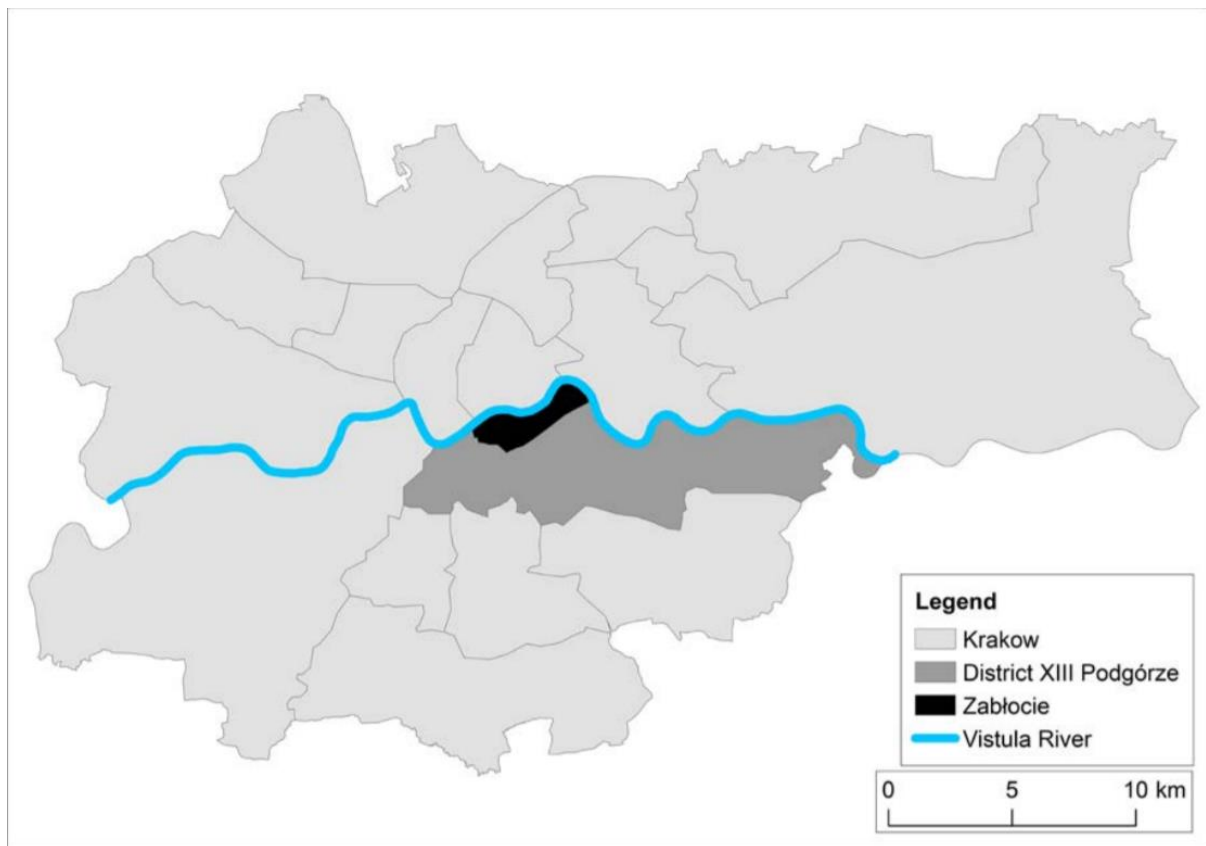 Legend
Krakow
District XIII Podgórze
Zabłocie
Vistula River
0 5 10 km